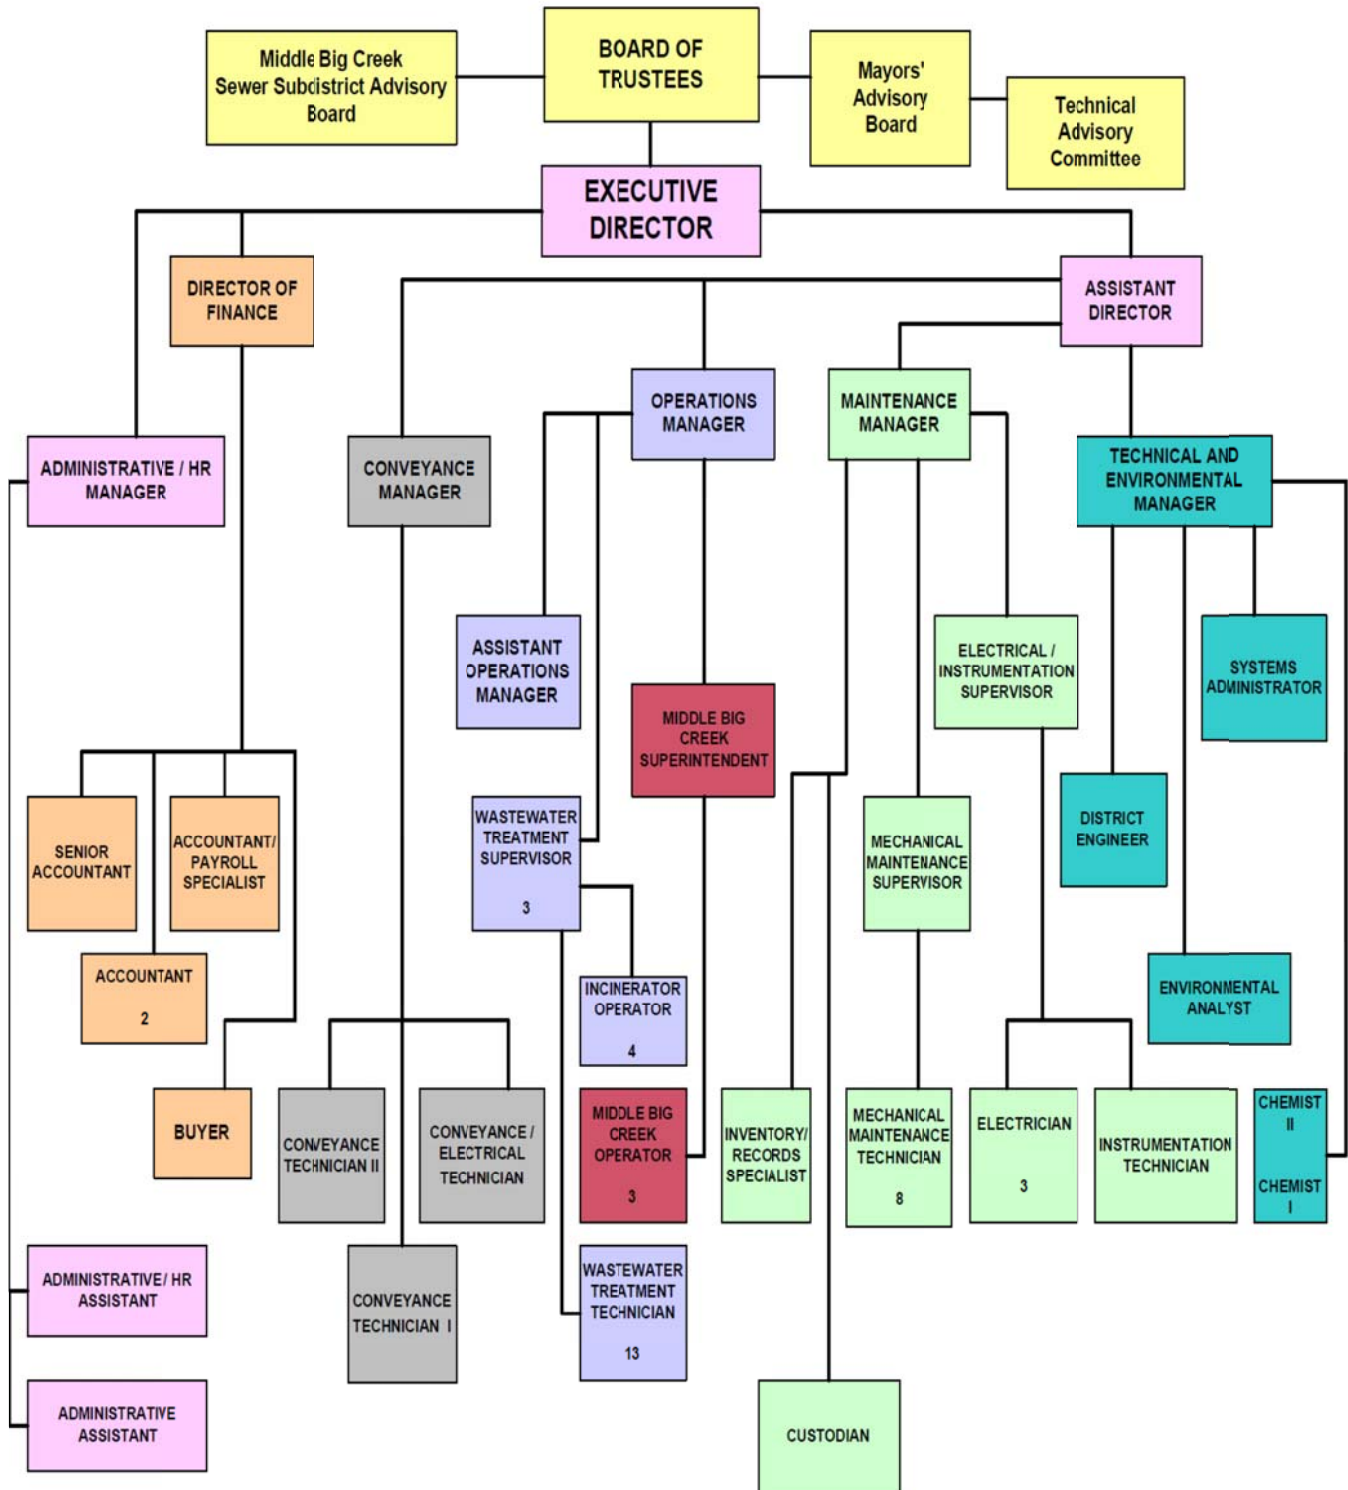 Middle Big Creek
Sewer Subdistrict Advisory
Board
BOARD OF
TRUSTEES
Mayors'
Advisory
Board
Technical
Advisory
Committee
EXECUTIVE
DIRECTOR
DIRECTOR OF
FINANCE
ASSISTANT
DIRECTOR
OPERATIONS
MANAGER
MAINTENANCE
MANAGER
ADMINISTRATIVE / HR
MANAGER
CONVEYANCE
MANAGER
TECHNICAL AND
ENVIRONMENTAL
MANAGER
ASSISTANT
OPERATIONS
MANAGER
ELECTRICAL /
INSTRUMENTATION
SUPERVISOR
SYSTEMS
ADMINISTRATOR
MIDDLE BIG
CREEK
SUPERINTENDENT
SENIOR
ACCOUNTANT
ACCOUNTANT/
PAYROLL
SPECIALIST
WASTEWATER
TREATMENT
SUPERVISOR
3
MECHANICAL
MAINTENANCE
SUPERVISOR
DISTRICT
ENGINEER
ACCOUNTANT
2
INCINERATOR
OPERATOR
4
ENVIRONMENTAL
ANALYST
BUYER
CONVEYANCE
TECHNICIAN II
CONVEYANCE /
ELECTRICAL
TECHNICIAN
MIDDLE BIG
CREEK
OPERATOR
3
INVENTORY/
RECORDS
SPECIALIST
MECHANICAL
MAINTENANCE
TECHNICIAN
8
ELECTRICIAN
3
INSTRUMENTATION
TECHNICIAN
CHEMIST
II
CHEMIST
I
ADMINISTRATIVE/ HR
ASSISTANT
CONVEYANCE
TECHNICIAN I
WASTEWATER
TREATMENT
TECHNICIAN
13
ADMINISTRATIVE
ASSISTANT
CUSTODIAN